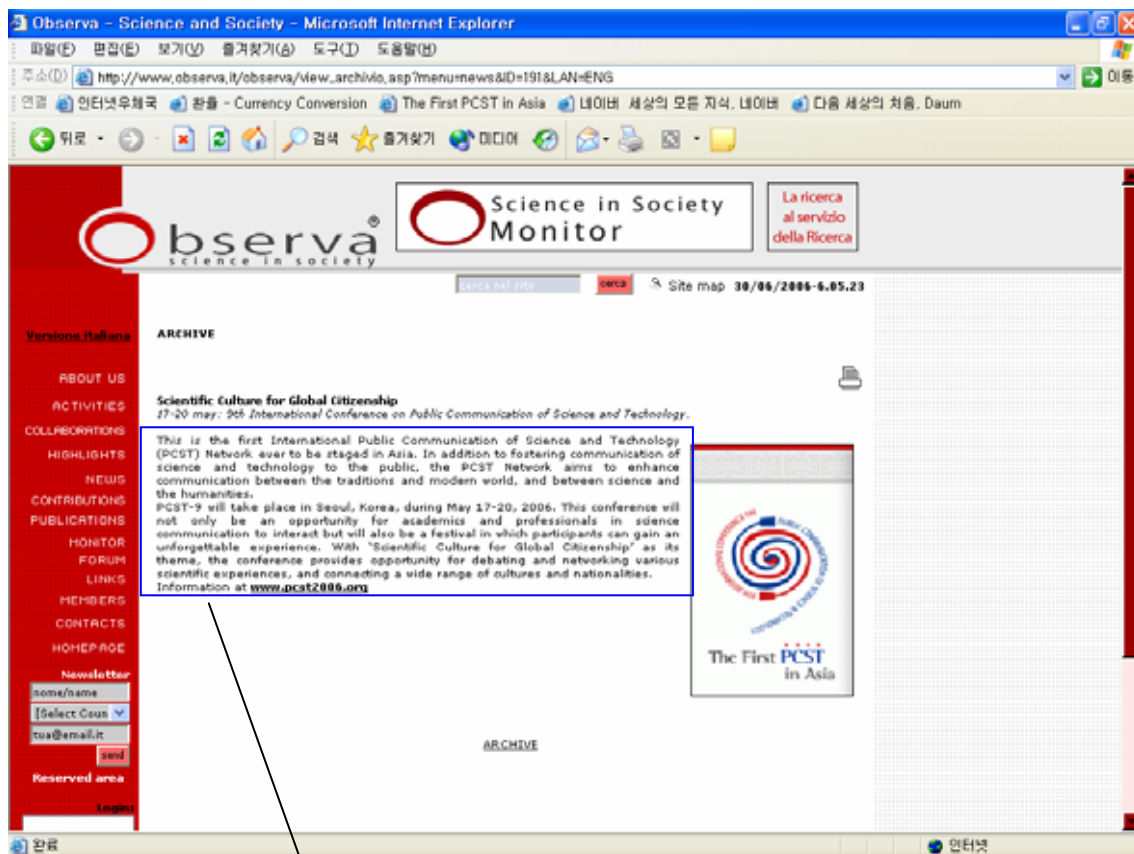 Observa - Science and Society - Microsoft Internet Explorer
파일(F) 편집(E) 보기(V) 즐겨찾기(A) 도구(T) 도움말(H)
주소(D) http://www.observa.it/observa/view_archivio.asp?menu=news&ID=191&LAN=ENG 이동
연결 인터넷우체국 환율 - Currency Conversion The First PCST in Asia 네이버 세상의 모든 지식, 네이버 다음 세상의 처음, Daum
뒤로 검색 즐겨찾기 미디어
Observa®
science in society
Science in Society
Monitor
La ricerca
al servizio
della Ricerca
cerca nel sito cerca Site map 30/06/2006-6.05.23
Versione italiana
ARCHIVE
ABOUT US
ACTIVITIES
COLLABORATIONS
HIGHLIGHTS
NEWS
CONTRIBUTIONS
PUBLICATIONS
MONITOR
FORUM
LINKS
MEMBERS
CONTACTS
HOMEPAGE
Newsletter
nome/name
[Select Coun
tua@email.it
send
Reserved area
Login:
Scientific Culture for Global Citizenship
17-20 may: 9th International Conference on Public Communication of Science and Technology.
This is the first International Public Communication of Science and Technology
(PCST) Network ever to be staged in Asia. In addition to fostering communication of
science and technology to the public, the PCST Network aims to enhance
communication between the traditions and modern world, and between science and
the humanities.
PCST-9 will take place in Seoul, Korea, during May 17-20, 2006. This conference will
not only be an opportunity for academics and professionals in science
communication to interact but will also be a festival in which participants can gain an
unforgettable experience. With 'Scientific Culture for Global Citizenship' as its
theme, the conference provides opportunity for debating and networking various
scientific experiences, and connecting a wide range of cultures and nationalities.
Information at www.pcst2006.org
The First PCST
in Asia
ARCHIVE
완료 인터넷